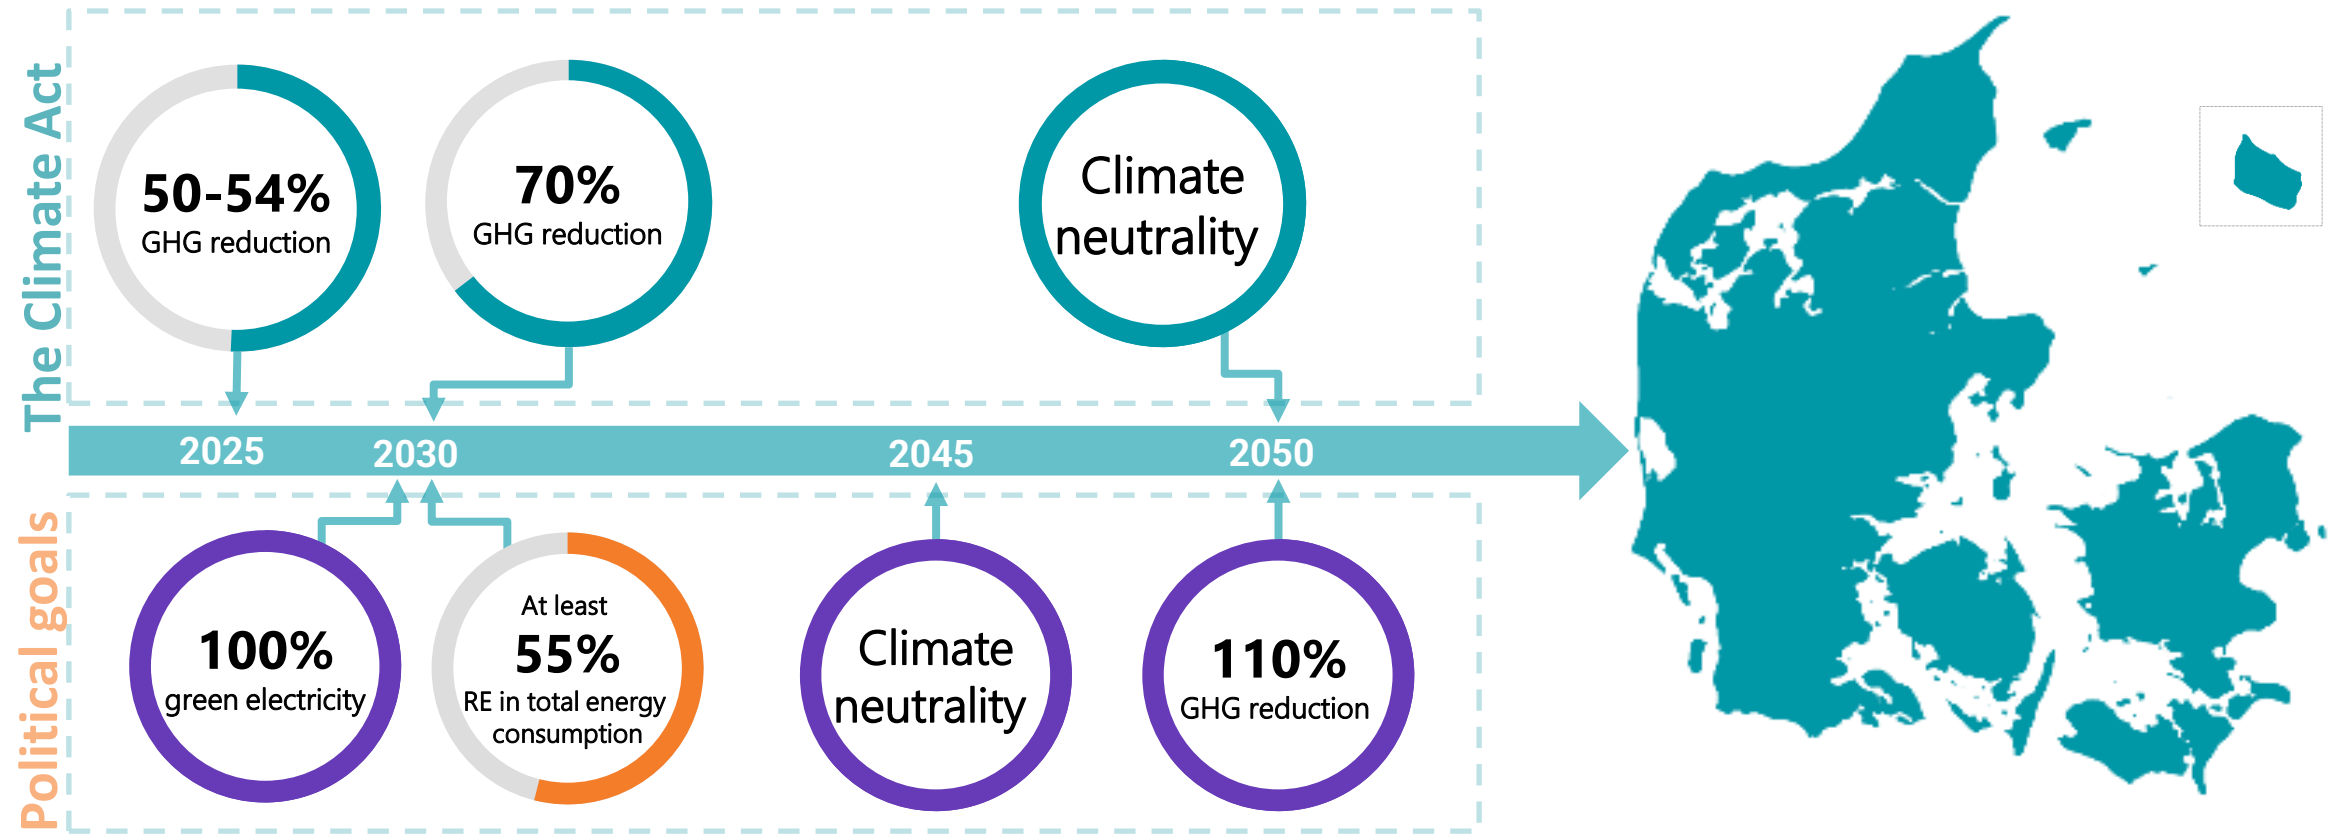 The Climate Act
50-54%
GHG reduction
70%
GHG reduction
Climate
neutrality
2025
2030
2045
2050
Political goals
100%
green electricity
At least
55%
RE in total energy
consumption
Climate
neutrality
110%
GHG reduction